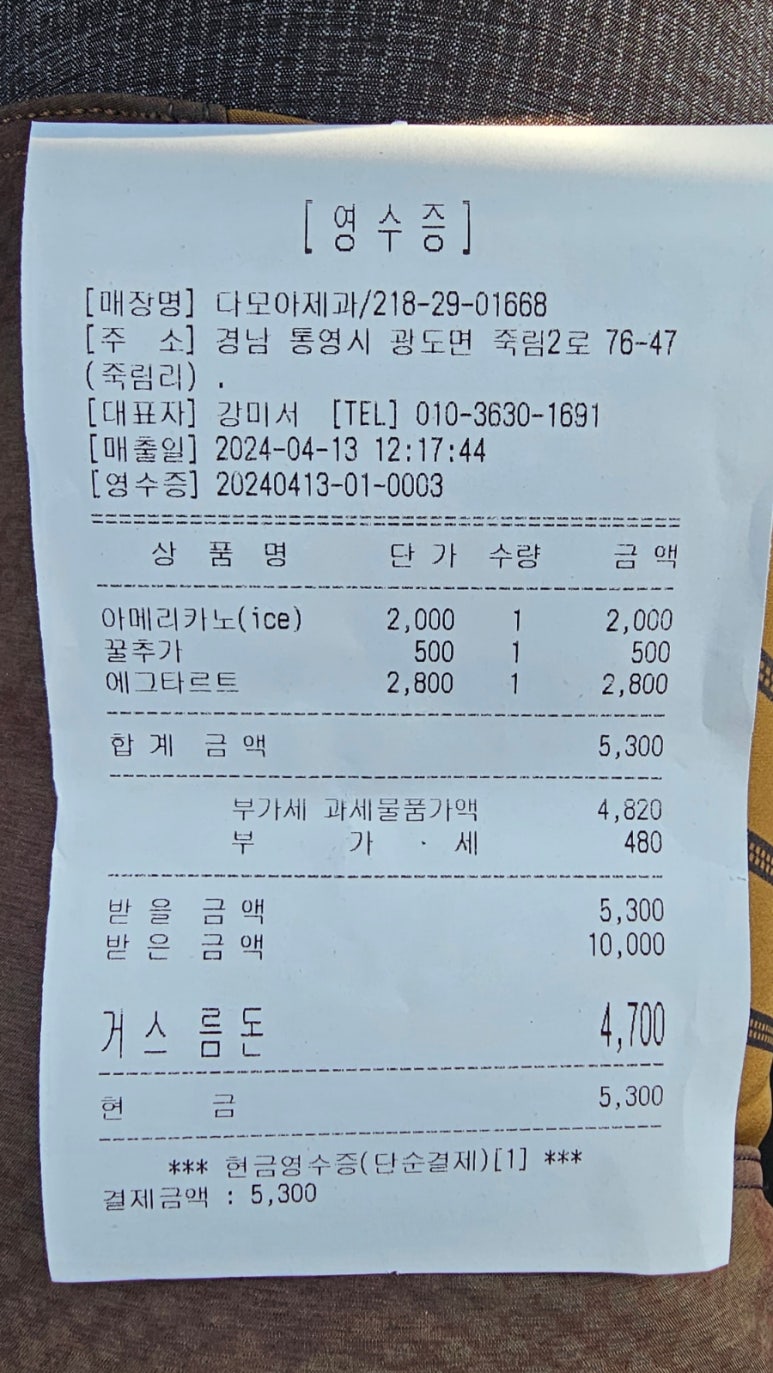 [영수증]
[매장명] 다모아제과/218-29-01668
[주 소] 경남 통영시 광도면 죽림2로 76-47
(죽림리) .
[대표자] 강미서 [TEL] 010-3630-1691
[매출일] 2024-04-13 12:17:44
[영수증] 20240413-01-0003
상 품 명 단 가 수량 금 액
아메리카노(ice) 2,000 1 2,000
꿀추가 500 1 500
에그타르트 2,800 1 2,800
합 계 금 액 5,300
부가세 과세물품가액 4,820
부 가 · 세 480
받 을 금 액 5,300
받 은 금 액 10,000
거 스 름 돈 4,700
현 금 5,300
*** 현금영수증(단순결제)[1] ***
결제금액 : 5,300